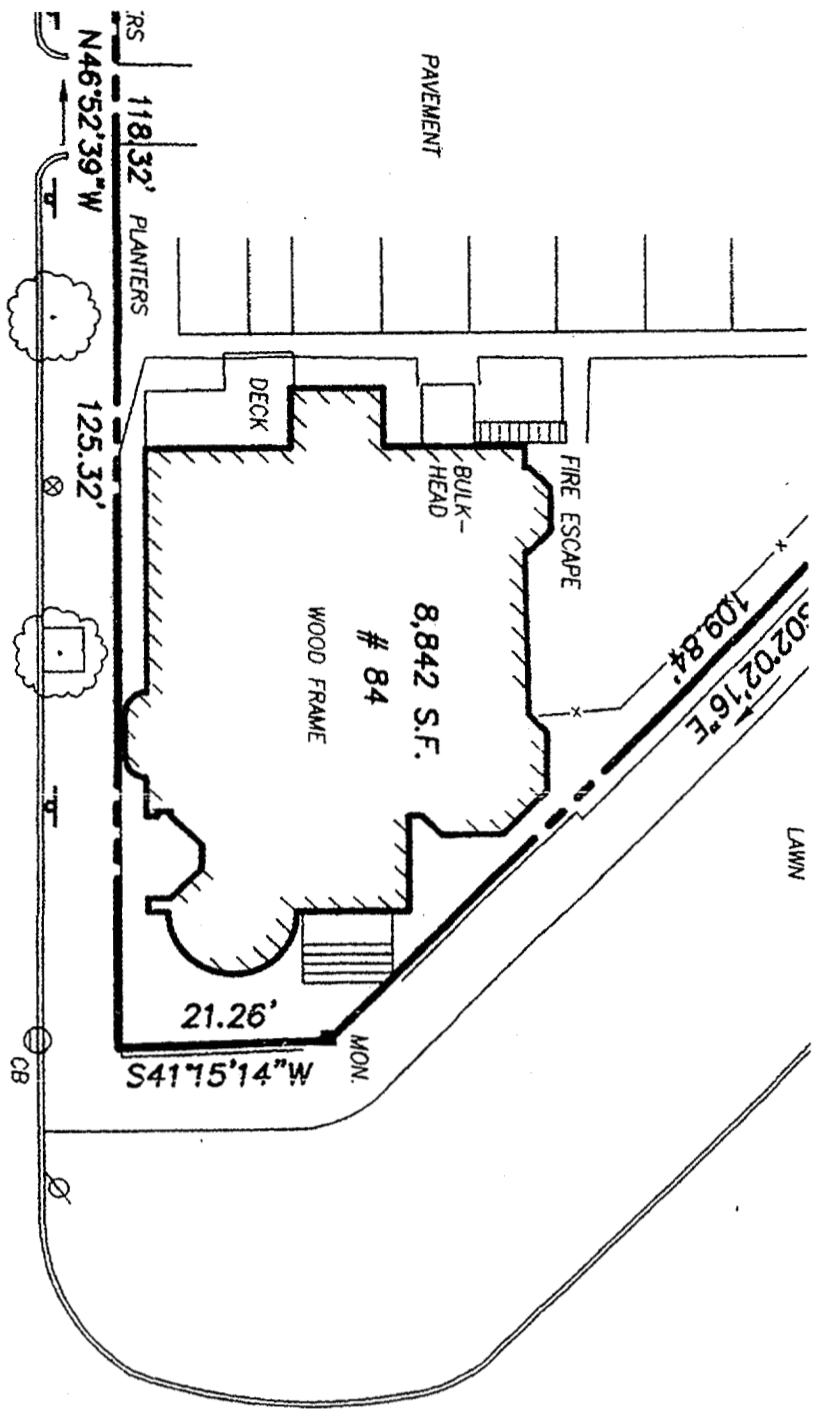 PAVEMENT
118.32'
N46°52'39"W
PLANTERS
125.32'
DECK
BULK-
HEAD
FIRE ESCAPE
8,842 S.F.
# 84
WOOD FRAME
109.84'
S02°02'16"E
LAWN
21.26'
S41°15'14"W
MON.
CB